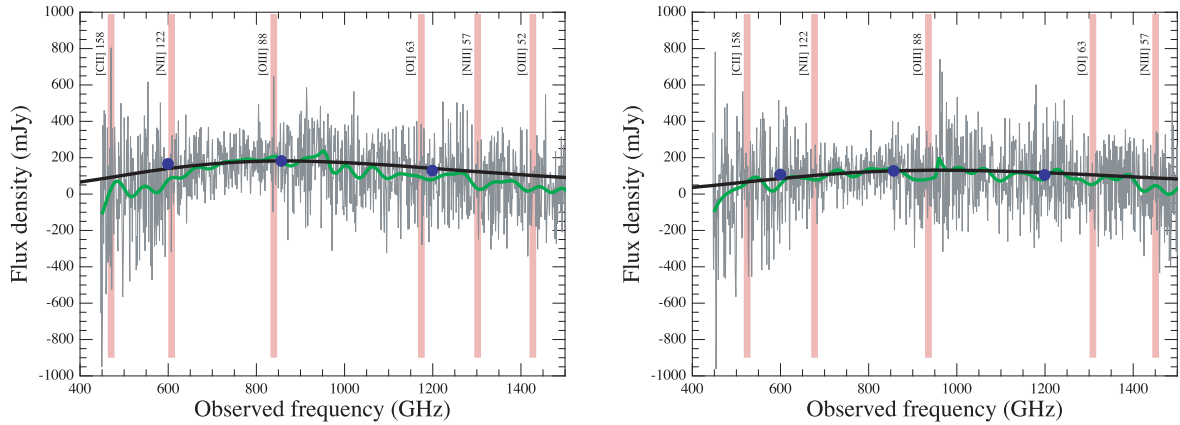 1000
800
600
400
200
0
-200
-400
-600
-800
-1000
400
600
800
1000
1200
1400
Flux density (mJy)
Observed frequency (GHz)
[CII] 158
[NII] 122
[OIII] 88
[OI] 63
[NIII] 57
[OIII] 52
1000
800
600
400
200
0
-200
-400
-600
-800
-1000
400
600
800
1000
1200
1400
Flux density (mJy)
Observed frequency (GHz)
[CII] 158
[NII] 122
[OIII] 88
[OI] 63
[NIII] 57